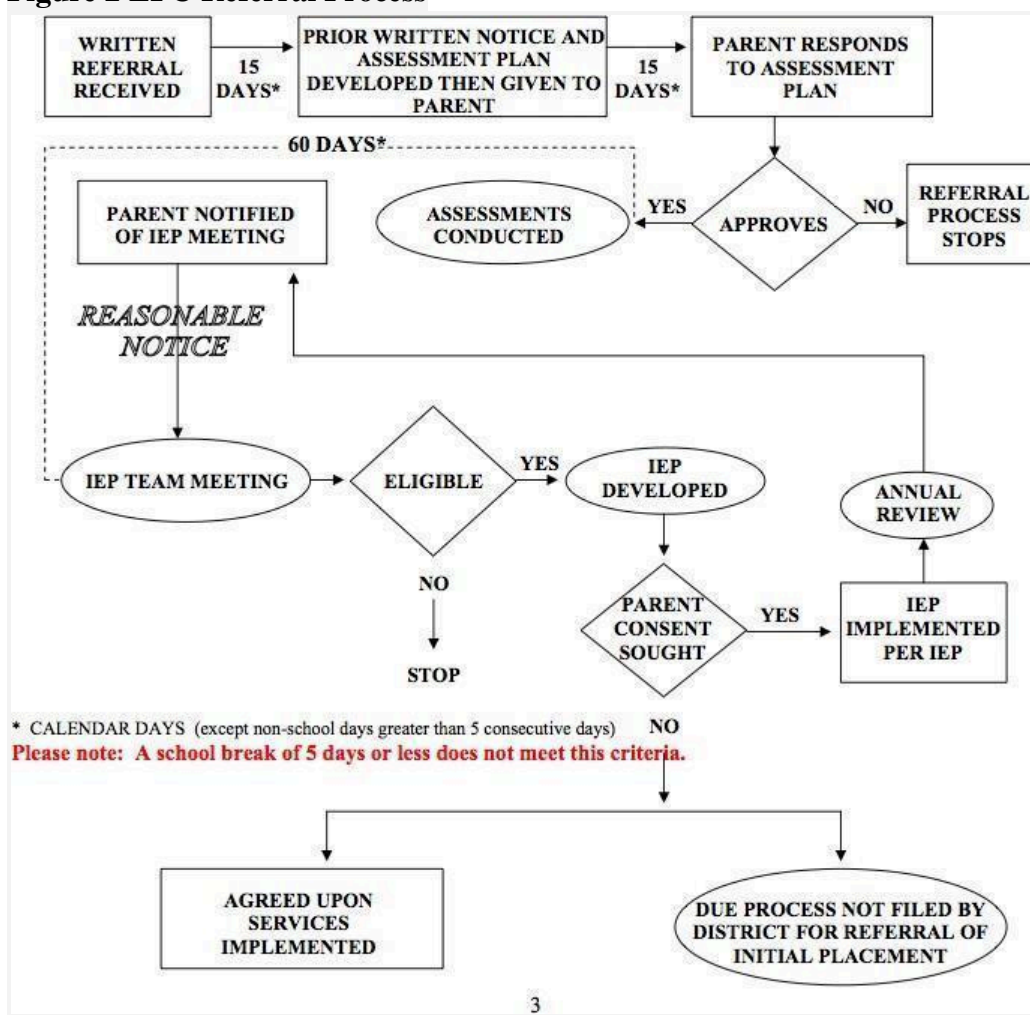 WRITTEN
REFERRAL
RECEIVED
15
DAYS*
PRIOR WRITTEN NOTICE AND
ASSESSMENT PLAN
DEVELOPED THEN GIVEN TO
PARENT
15
DAYS*
PARENT RESPONDS
TO ASSESSMENT
PLAN
60 DAYS*
PARENT NOTIFIED
OF IEP MEETING
ASSESSMENTS
CONDUCTED
YES
APPROVES
NO
REFERRAL
PROCESS
STOPS
REASONABLE
NOTICE
IEP TEAM MEETING
ELIGIBLE
YES
IEP
DEVELOPED
ANNUAL
REVIEW
NO
STOP
PARENT
CONSENT
SOUGHT
YES
IEP
IMPLEMENTED
PER IEP
* CALENDAR DAYS (except non-school days greater than 5 consecutive days)
NO
Please note: A school break of 5 days or less does not meet this criteria.
AGREED UPON
SERVICES
IMPLEMENTED
DUE PROCESS NOT FILED BY
DISTRICT FOR REFERRAL OF
INITIAL PLACEMENT
3